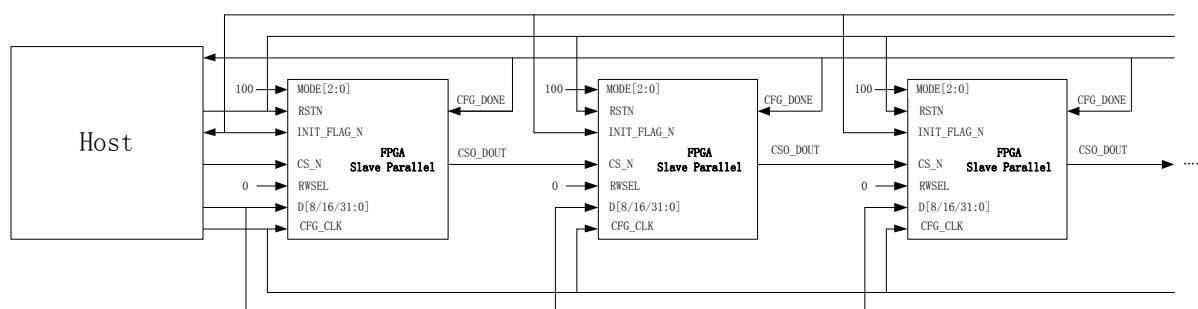 Host
100
MODE[2:0]
RSTN
INIT_FLAG_N
CS_N
0
RWSEL
D[8/16/31:0]
CFG_CLK
FPGA
Slave Parallel
CFG_DONE
CSO_DOUT
100
MODE[2:0]
RSTN
INIT_FLAG_N
CS_N
0
RWSEL
D[8/16/31:0]
CFG_CLK
FPGA
Slave Parallel
CFG_DONE
CSO_DOUT
100
MODE[2:0]
RSTN
INIT_FLAG_N
CS_N
0
RWSEL
D[8/16/31:0]
CFG_CLK
FPGA
Slave Parallel
CFG_DONE
CSO_DOUT
....